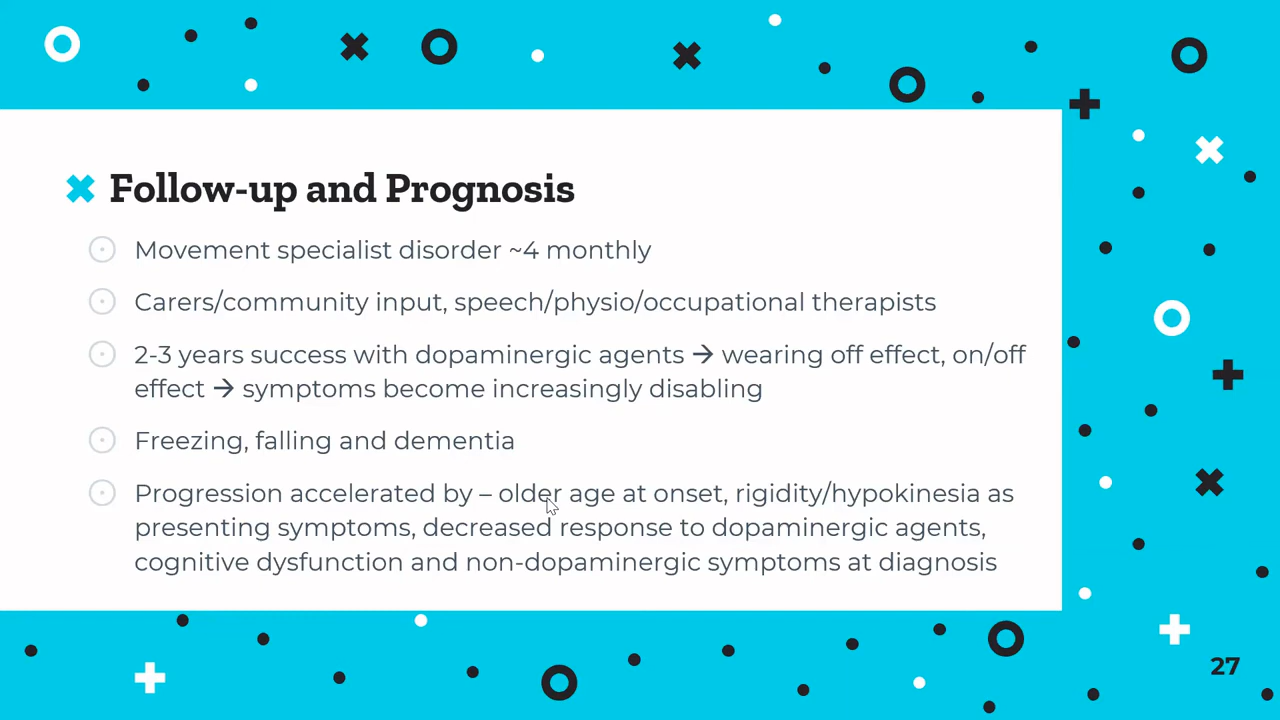 Follow-up and Prognosis
Movement specialist disorder ~4 monthly
Carers/community input, speech/physio/occupational therapists
2-3 years success with dopaminergic agents → wearing off effect, on/off
effect → symptoms become increasingly disabling
Freezing, falling and dementia
Progression accelerated by – older age at onset, rigidity/hypokinesia as
presenting symptoms, decreased response to dopaminergic agents,
cognitive dysfunction and non-dopaminergic symptoms at diagnosis
27